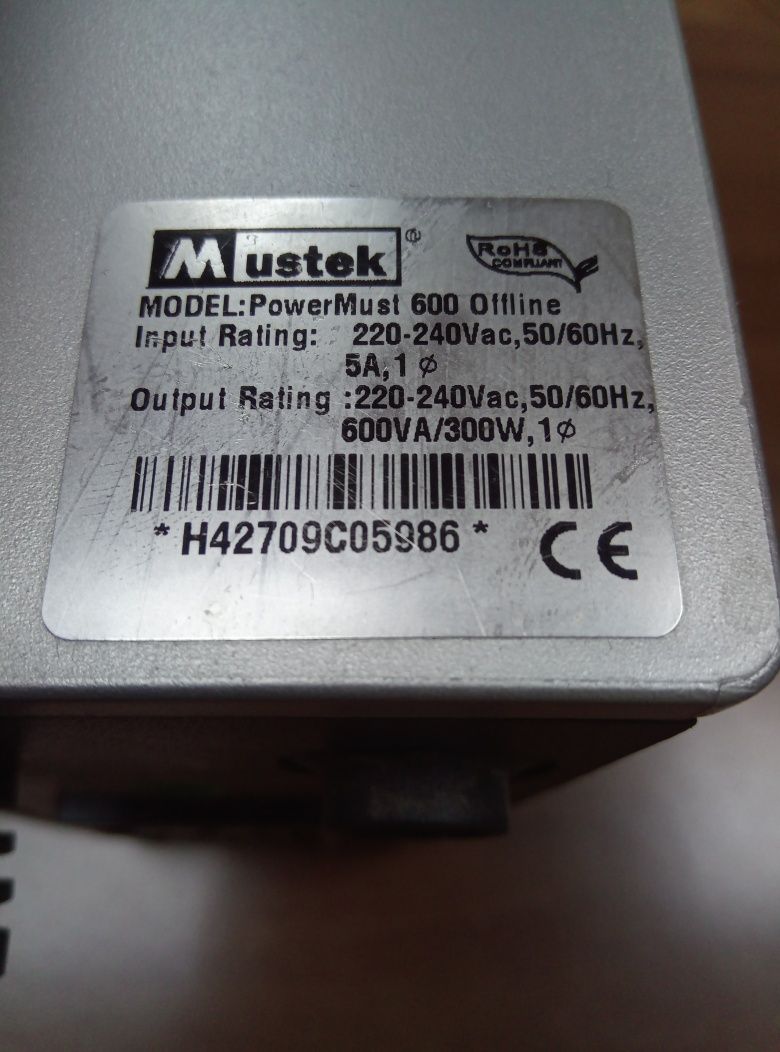 Mustek®
RoHS
COMPLIANT
MODEL:PowerMust 600 Offline
Input Rating: 220-240Vac,50/60Hz,
5A,1 ϕ
Output Rating :220-240Vac,50/60Hz,
600VA/300W,1ϕ
*H42709C05986*
CE